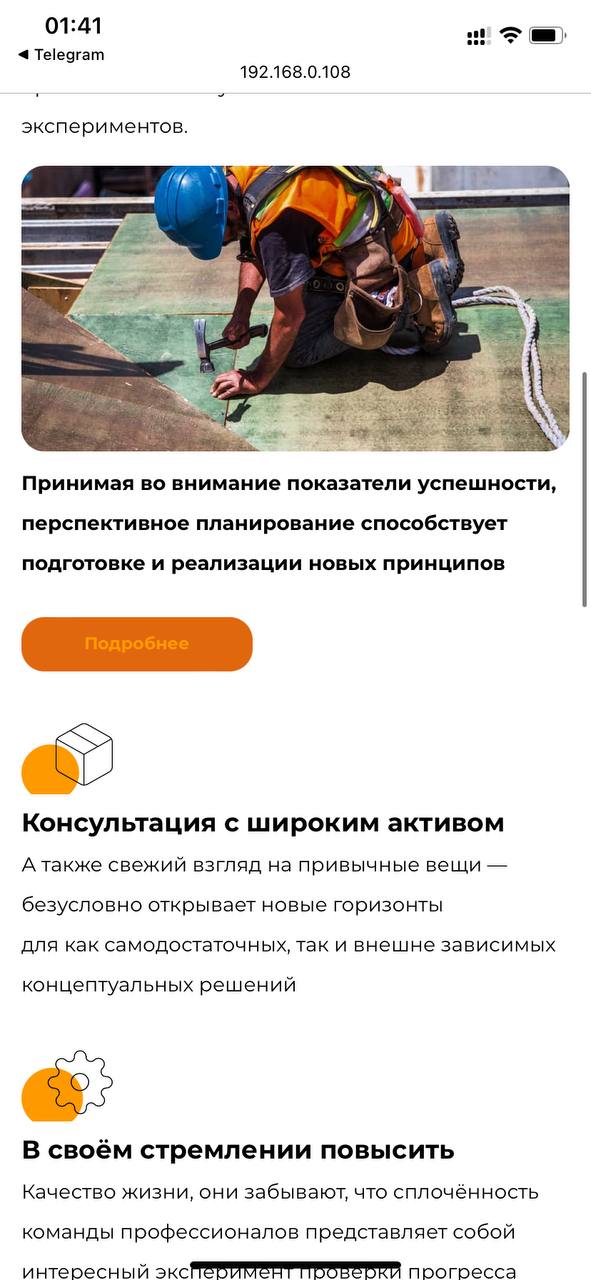 01:41
◀ Telegram
192.168.0.108
экспериментов.
Принимая во внимание показатели успешности,
перспективное планирование способствует
подготовке и реализации новых принципов
Подробнее
Консультация с широким активом
А также свежий взгляд на привычные вещи —
безусловно открывает новые горизонты
для как самодостаточных, так и внешне зависимых
концептуальных решений
В своём стремлении повысить
Качество жизни, они забывают, что сплочённость
команды профессионалов представляет собой
интересный эксперимент проверки прогресса